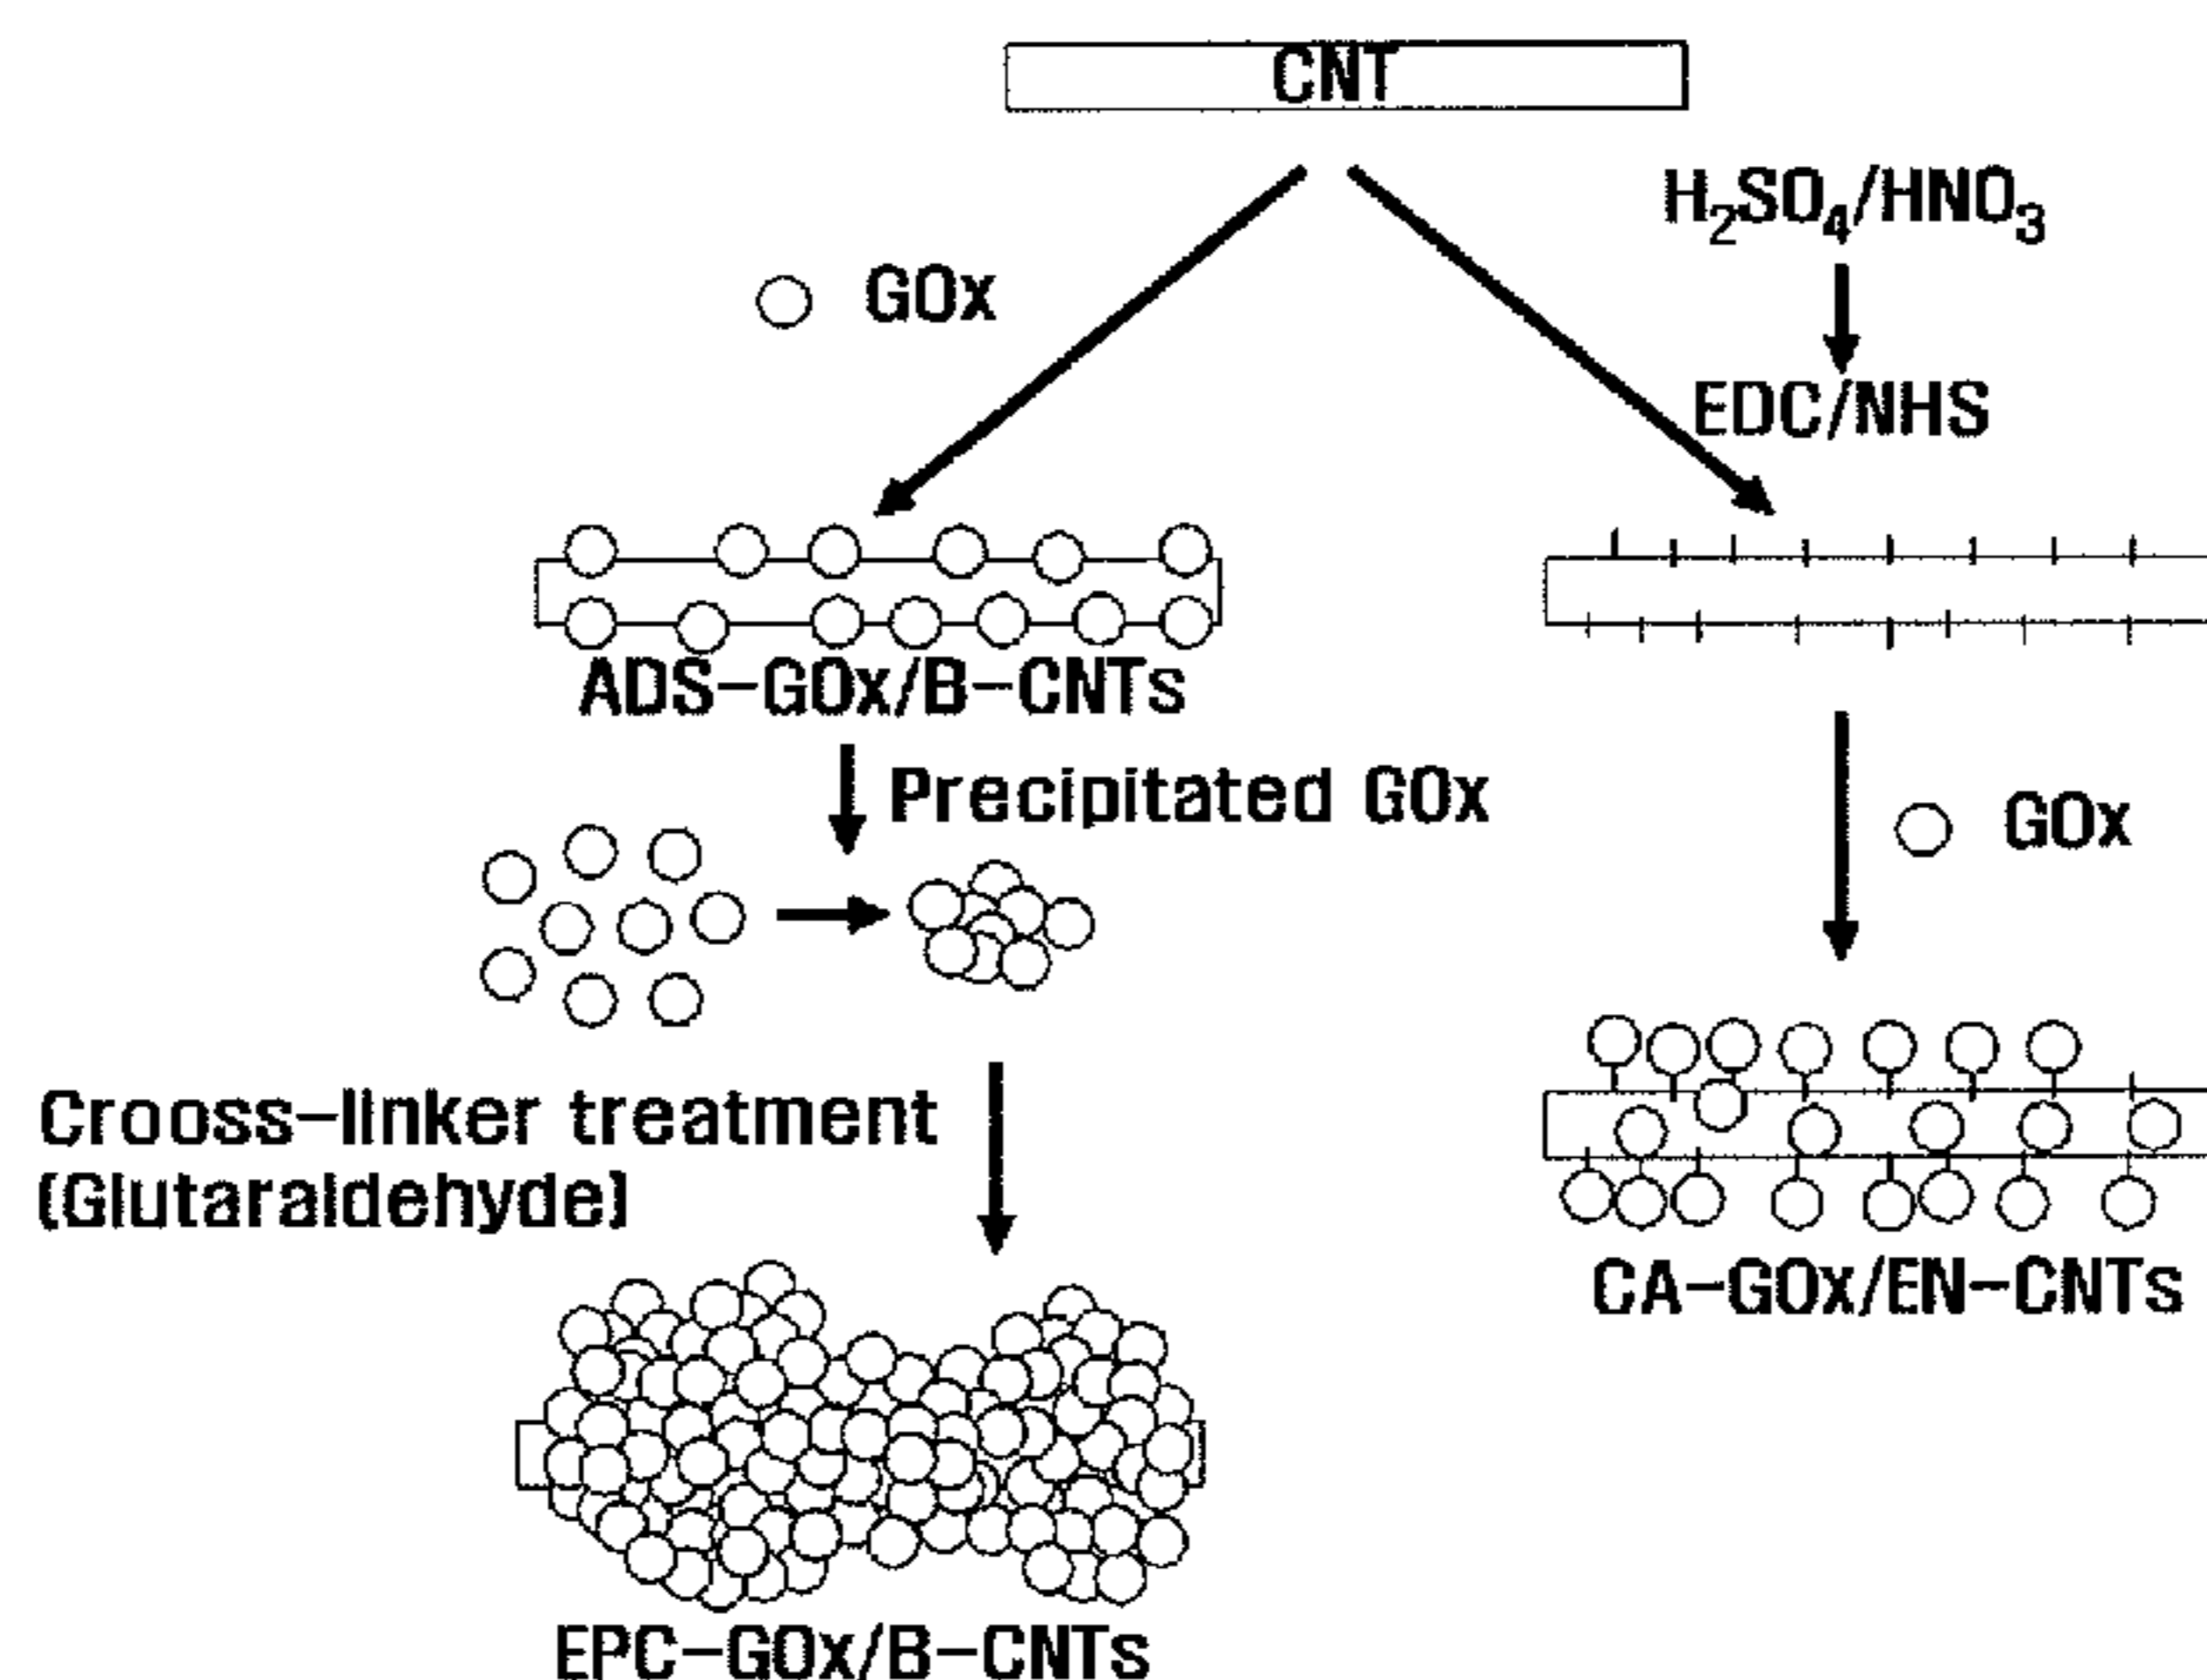 CNT
H₂SO₄/HNO₃
GOx
EDC/NHS
ADS-GOx/B-CNTs
Precipitated GOx
GOx
Crooss-linker treatment
(Glutaraldehyde)
CA-GOx/EN-CNTs
EPC-GOx/B-CNTs